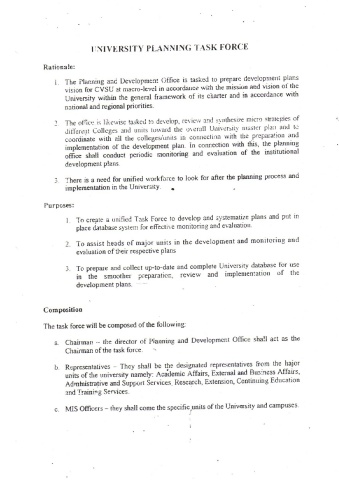 UNIVERSITY PLANNING TASK FORCE
Rationale:
1. The Planning and Development Office is tasked to prepare development plans
vision for CVSU at macro-level in accordance with the mission and vision of the
University within the general framework of its charter and in accordance with
national and regional priorities.
2. The office is likewise tasked to develop, review and synthesize micro strategies of
different Colleges and units toward the overall University master plan and to
coordinate with all the colleges/units in connection with the preparation and
implementation of the development plan. In connection with this, the planning
office shall conduct periodic monitoring and evaluation of the institutional
development plans.
3. There is a need for unified workforce to look for after the planning process and
implementation in the University.
Purposes:
1. To create a unified Task Force to develop and systematize plans and put in
place database system for effective monitoring and evaluation.
2. To assist heads of major units in the development and monitoring and
evaluation of their respective plans
3. To prepare and collect up-to-date and complete University database for use
in the smoother preparation, review and implementation of the
development plans.
Composition
The task force will be composed of the following:
a. Chairman – the director of Planning and Development Office shall act as the
Chairman of the task force.
b. Representatives – They shall be the designated representatives from the major
units of the university namely: Academic Affairs, External and Business Affairs,
Administrative and Support Services, Research, Extension, Continuing Education
and Training Services.
c. MIS Officers – they shall come the specific units of the University and campuses.